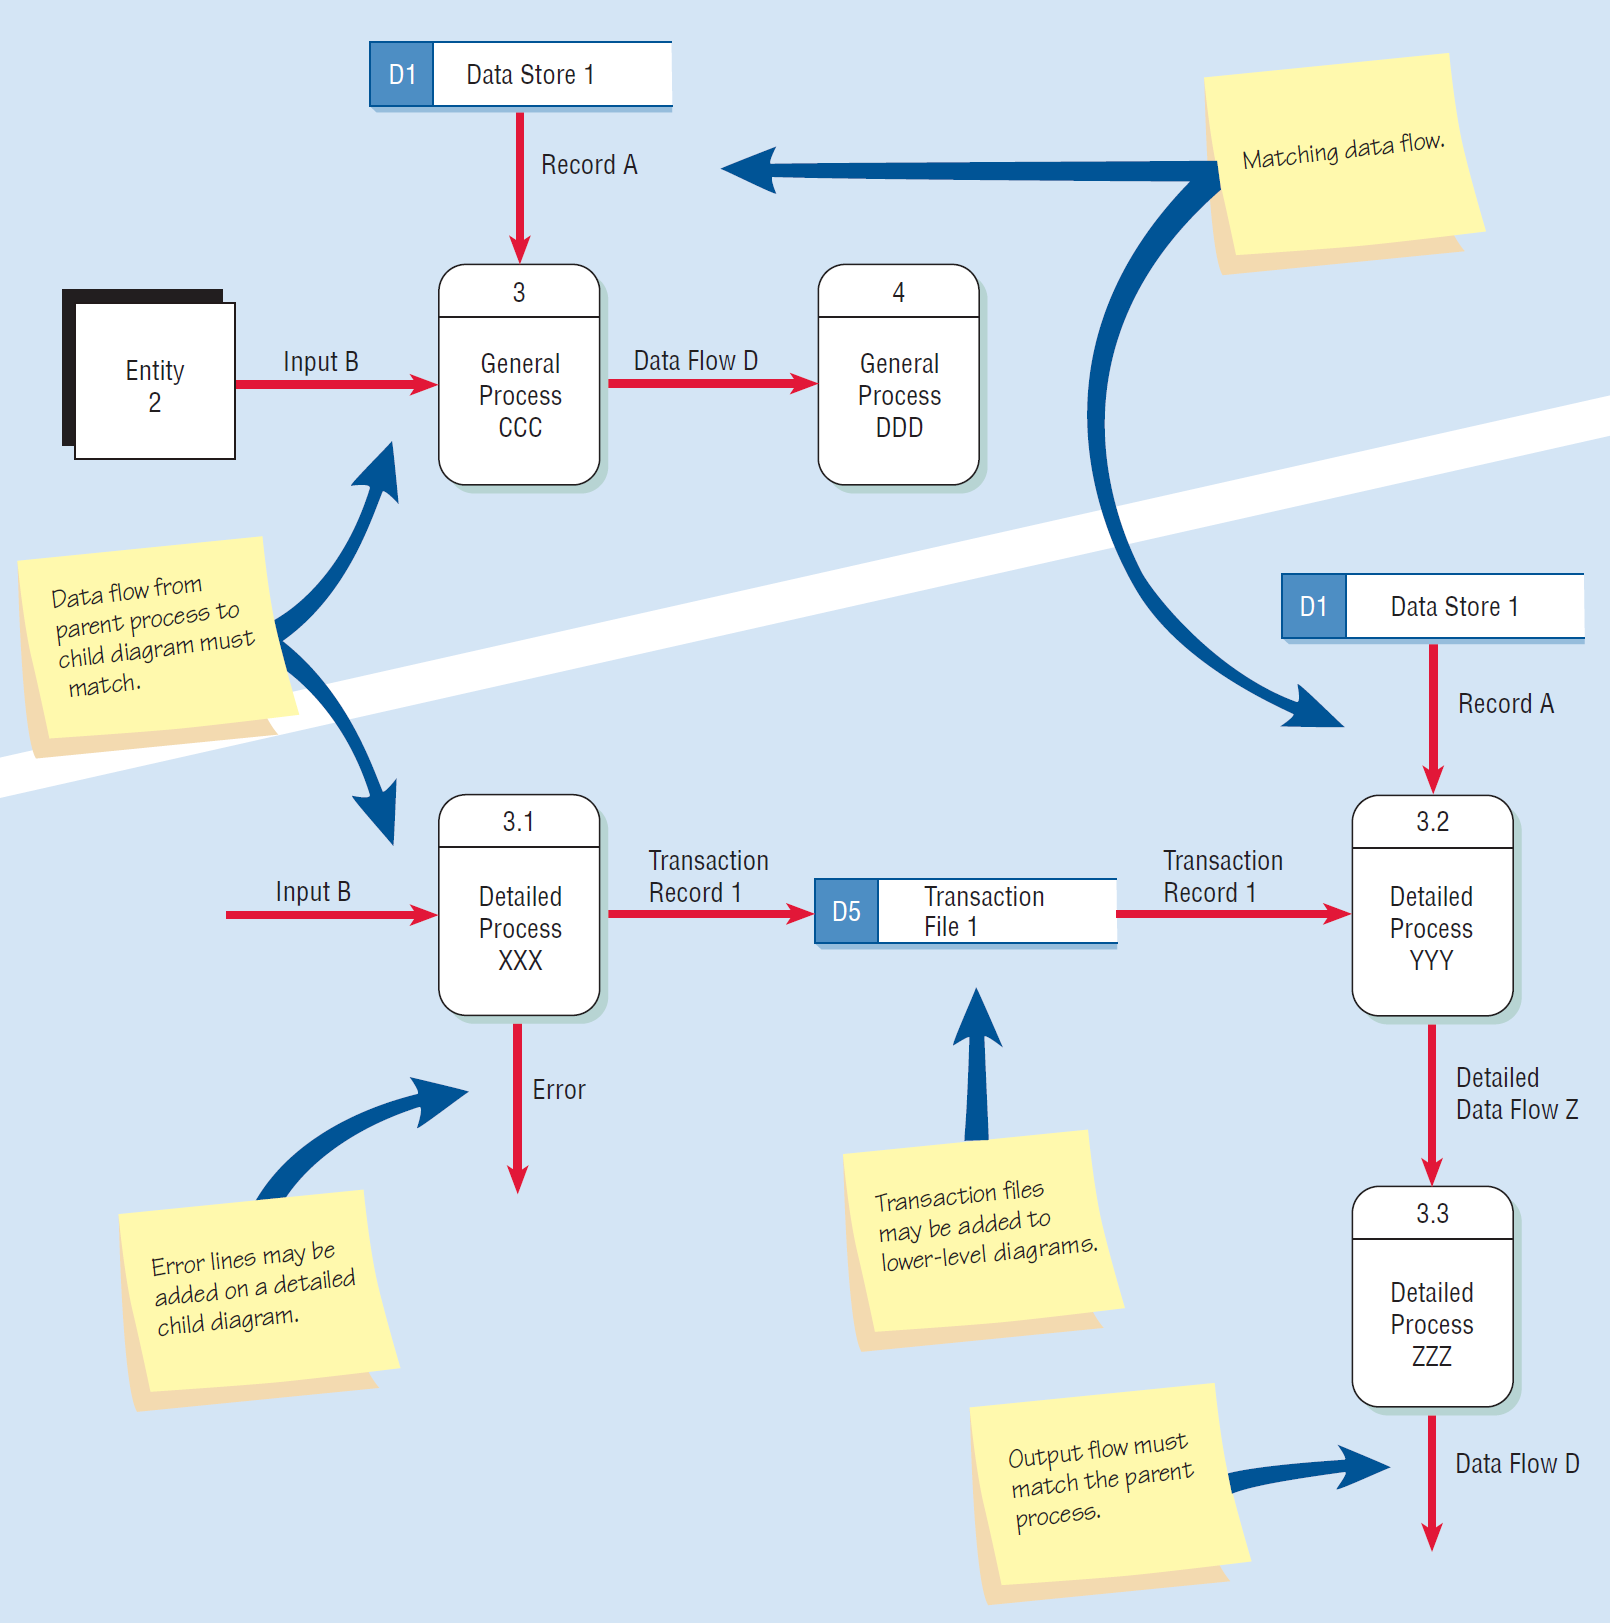 D1
Data Store 1
Record A
Matching data flow.
Entity
2
Input B
3
General
Process
CCC
Data Flow D
4
General
Process
DDD
Data flow from
parent process to
child diagram must
match.
D1
Data Store 1
Record A
Input B
3.1
Detailed
Process
XXX
Transaction
Record 1
D5
Transaction
File 1
Transaction
Record 1
3.2
Detailed
Process
YYY
Error
Detailed
Data Flow Z
Error lines may be
added on a detailed
child diagram.
Transaction files
may be added to
lower-level diagrams.
3.3
Detailed
Process
ZZZ
Output flow must
match the parent
process.
Data Flow D